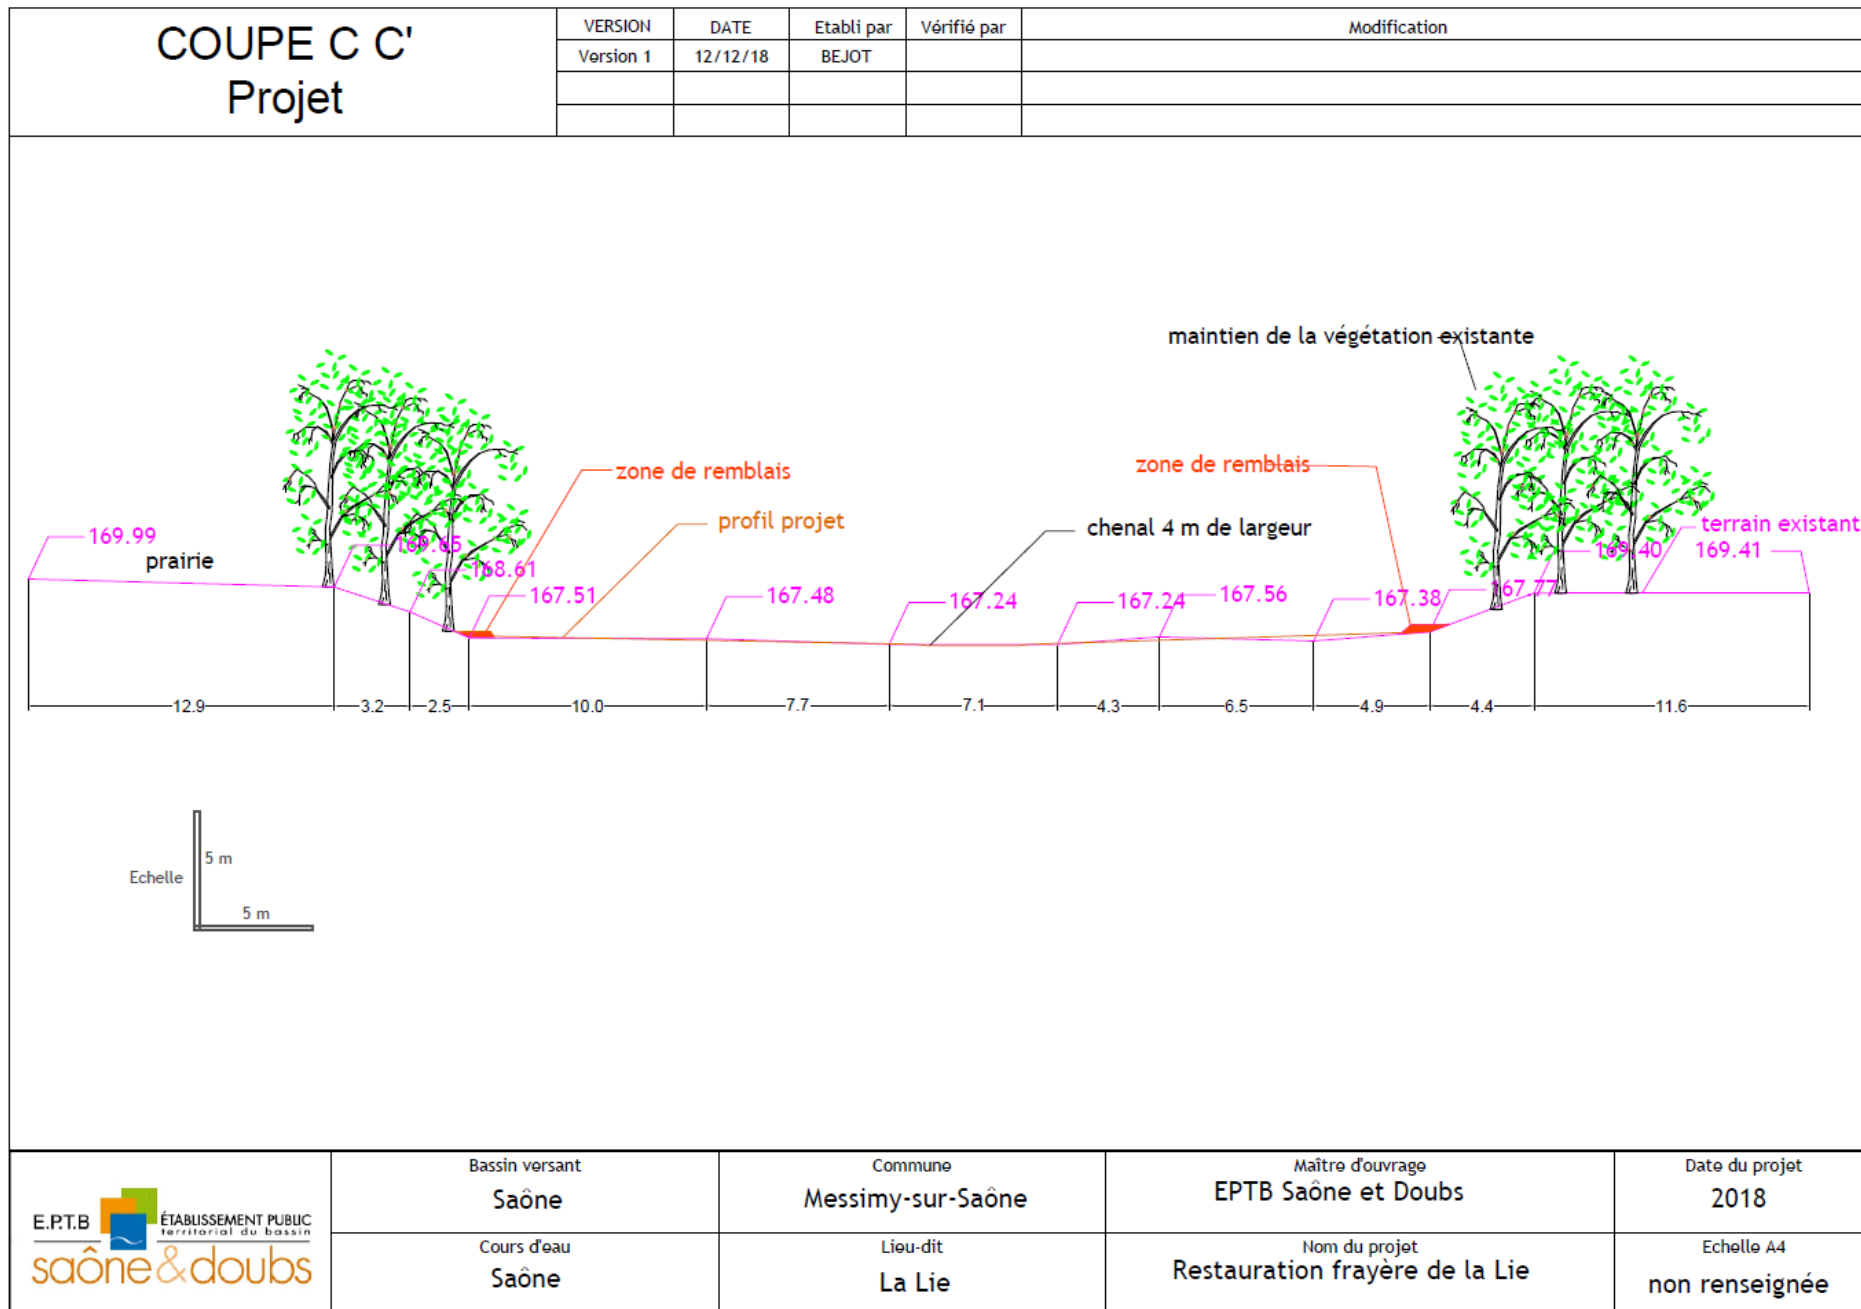 COUPE C C'
Projet
VERSION DATE Etabli par Vérifié par Modification
Version 1 12/12/18 BEJOT
maintien de la végétation existante
zone de remblais
zone de remblais
profil projet
chenal 4 m de largeur
terrain existant
169.99
prairie
169.65
168.61
167.51
167.48
167.24
167.24
167.56
167.38
167.77
169.40
169.41
12.9 3.2 2.5 10.0 7.7 7.1 4.3 6.5 4.9 4.4 11.6
Echelle
5 m
5 m
E.P.T.B
ÉTABLISSEMENT PUBLIC
territorial du bassin
saône & doubs
Bassin versant
Saône
Commune
Messimy-sur-Saône
Maître d'ouvrage
EPTB Saône et Doubs
Date du projet
2018
Cours d'eau
Saône
Lieu-dit
La Lie
Nom du projet
Restauration frayère de la Lie
Echelle A4
non renseignée